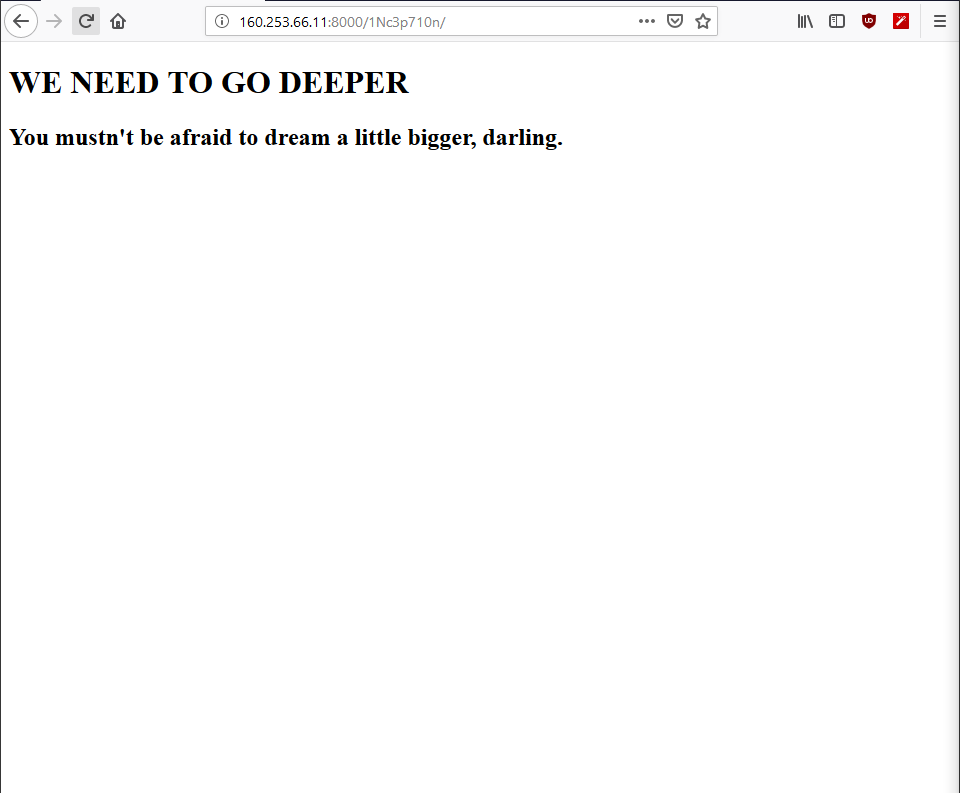 160.253.66.11:8000/1Nc3p710n/
WE NEED TO GO DEEPER
You mustn't be afraid to dream a little bigger, darling.